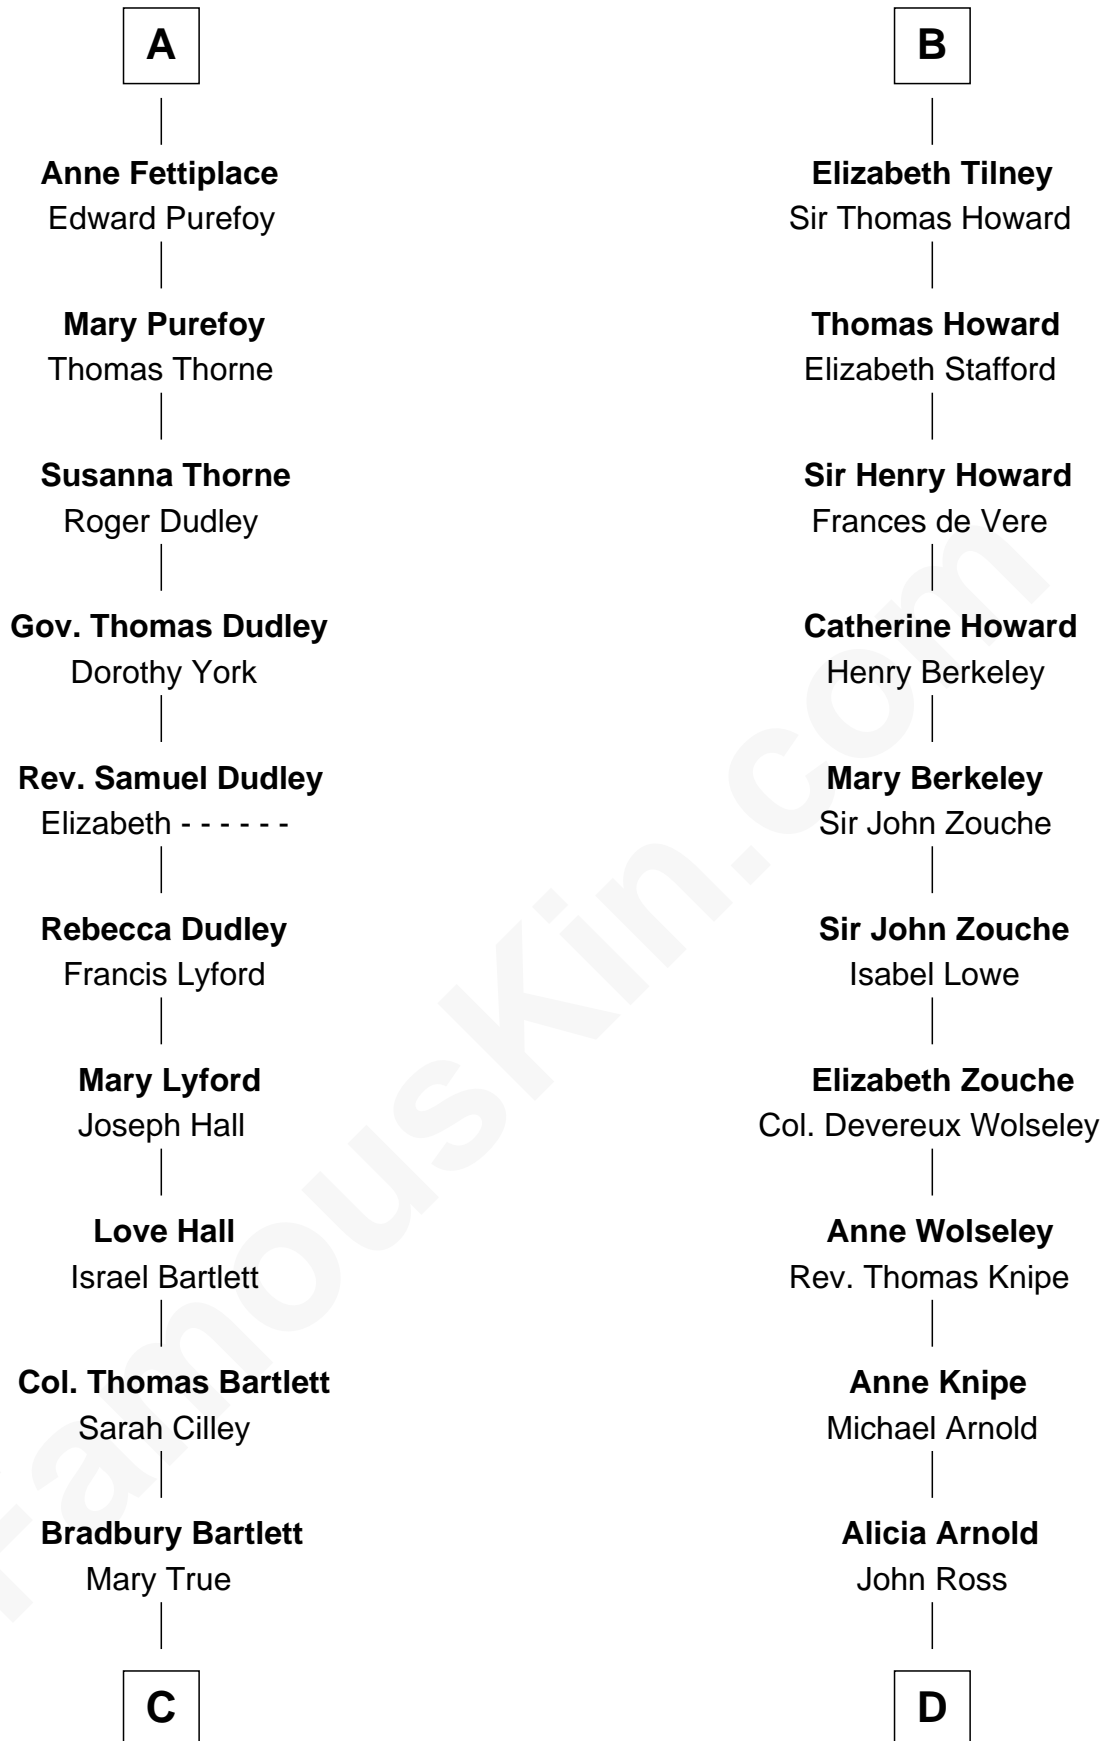 A
Anne Fettiplace
Edward Purefoy
Mary Purefoy
Thomas Thorne
Susanna Thorne
Roger Dudley
Gov. Thomas Dudley
Dorothy York
Rev. Samuel Dudley
Elizabeth - - - - - -
Rebecca Dudley
Francis Lyford
Mary Lyford
Joseph Hall
Love Hall
Israel Bartlett
Col. Thomas Bartlett
Sarah Cilley
Bradbury Bartlett
Mary True
C
B
Elizabeth Tilney
Sir Thomas Howard
Thomas Howard
Elizabeth Stafford
Sir Henry Howard
Frances de Vere
Catherine Howard
Henry Berkeley
Mary Berkeley
Sir John Zouche
Sir John Zouche
Isabel Lowe
Elizabeth Zouche
Col. Devereux Wolseley
Anne Wolseley
Rev. Thomas Knipe
Anne Knipe
Michael Arnold
Alicia Arnold
John Ross
D
FamousKin.com